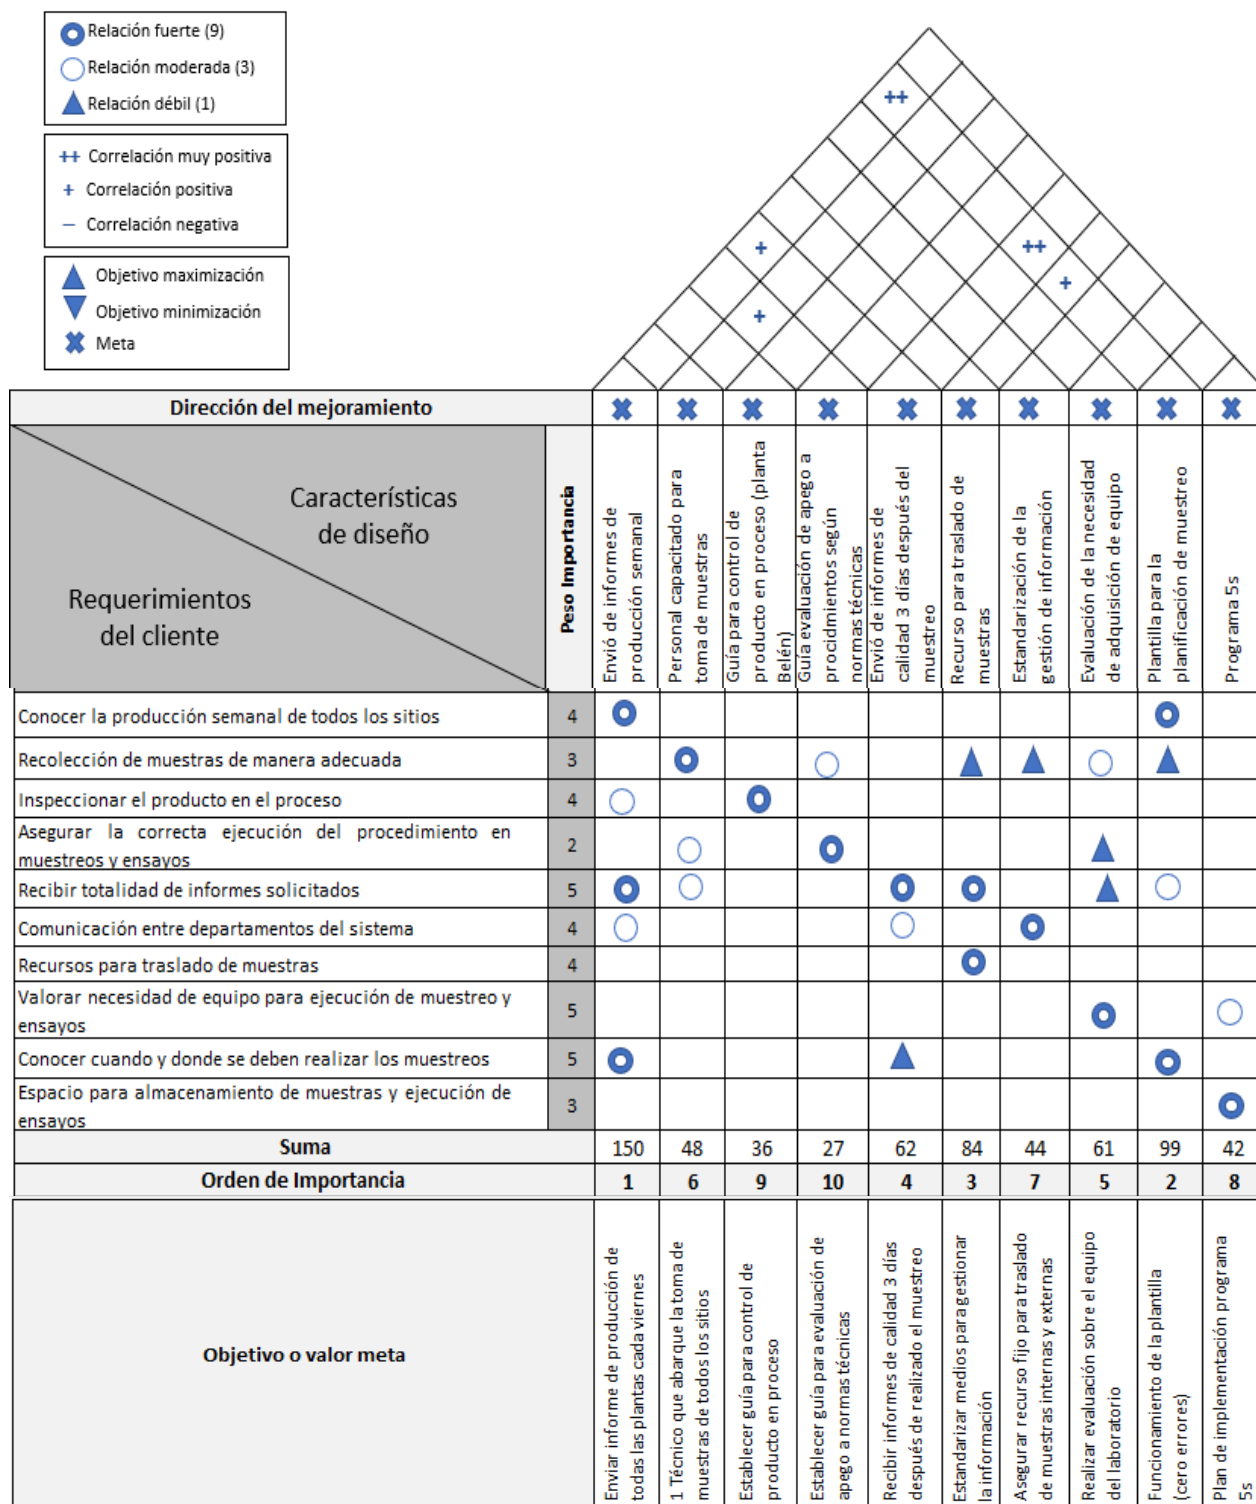 Relación fuerte (9)
Relación moderada (3)
Relación débil (1)
++ Correlación muy positiva
+ Correlación positiva
− Correlación negativa
Objetivo maximización
Objetivo minimización
Meta
++
+
++
+
+
Dirección del mejoramiento
Características
de diseño
Requerimientos
del cliente
Peso Importancia
Envió de informes de
producción semanal
Personal capacitado para
toma de muestras
Guía para control de
producto en proceso (planta
Belén)
Guía evaluación de apego a
procidmientos según
normas técnicas
Envió de informes de
calidad 3 días después del
muestreo
Recurso para traslado de
muestras
Estandarización de la
gestión de información
Evaluación de la necesidad
de adquisición de equipo
Plantilla para la
planificación de muestreo
Programa 5s
Conocer la producción semanal de todos los sitios 4
Recolección de muestras de manera adecuada 3
Inspeccionar el producto en el proceso 4
Asegurar la correcta ejecución del procedimiento en
muestreos y ensayos 2
Recibir totalidad de informes solicitados 5
Comunicación entre departamentos del sistema 4
Recursos para traslado de muestras 4
Valorar necesidad de equipo para ejecución de muestreo y
ensayos 5
Conocer cuando y donde se deben realizar los muestreos 5
Espacio para almacenamiento de muestras y ejecución de
ensayos 3
Suma 150 48 36 27 62 84 44 61 99 42
Orden de Importancia 1 6 9 10 4 3 7 5 2 8
Objetivo o valor meta
Enviar informe de producción de
todas las plantas cada viernes
1 Técnico que abarque la toma de
muestras de todos los sitios
Establecer guía para control de
producto en proceso
Establecer guía para evaluación de
apego a normas técnicas
Recibir informes de calidad 3 días
después de realizado el muestreo
Estandarizar medios para gestionar
la información
Asegurar recurso fijo para traslado
de muestras internas y externas
Realizar evaluación sobre el equipo
del laboratorio
Funcionamiento de la plantilla
(cero errores)
Plan de implementación programa
5s